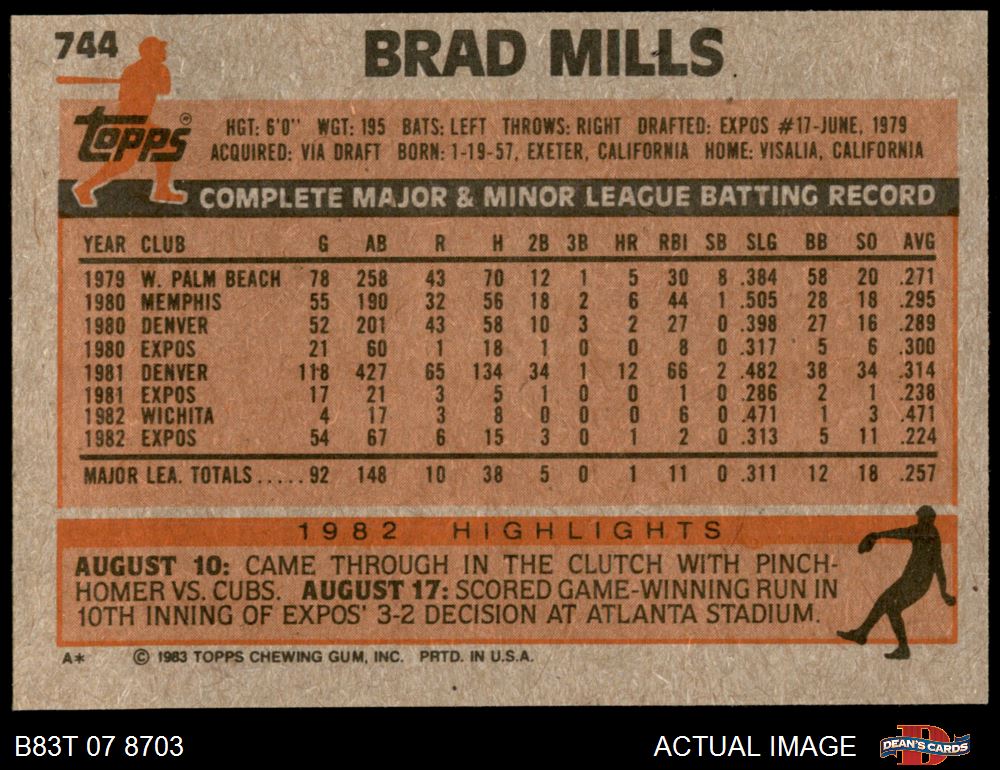 744
BRAD MILLS
topps®
HGT: 6'0" WGT: 195 BATS: LEFT THROWS: RIGHT DRAFTED: EXPOS #17-JUNE, 1979
ACQUIRED: VIA DRAFT BORN: 1-19-57, EXETER, CALIFORNIA HOME: VISALIA, CALIFORNIA
COMPLETE MAJOR & MINOR LEAGUE BATTING RECORD
YEAR CLUB G AB R H 2B 3B HR RBI SB SLG BB SO AVG
1979 W. PALM BEACH 78 258 43 70 12 1 5 30 8 .384 58 20 .271
1980 MEMPHIS 55 190 32 56 18 2 6 44 1 .505 28 18 .295
1980 DENVER 52 201 43 58 10 3 2 27 0 .398 27 16 .289
1980 EXPOS 21 60 1 18 1 0 0 8 0 .317 5 6 .300
1981 DENVER 118 427 65 134 34 1 12 66 2 .482 38 34 .314
1981 EXPOS 17 21 3 5 1 0 0 1 0 .286 2 1 .238
1982 WICHITA 4 17 3 8 0 0 0 6 0 .471 1 3 .471
1982 EXPOS 54 67 6 15 3 0 1 2 0 .313 5 11 .224
MAJOR LEA. TOTALS.....92 148 10 38 5 0 1 11 0 .311 12 18 .257
1982 HIGHLIGHTS
AUGUST 10: CAME THROUGH IN THE CLUTCH WITH PINCH-
HOMER VS. CUBS. AUGUST 17: SCORED GAME-WINNING RUN IN
10TH INNING OF EXPOS' 3-2 DECISION AT ATLANTA STADIUM.
A* © 1983 TOPPS CHEWING GUM, INC. PRTD. IN U.S.A.
B83T 07 8703 ACTUAL IMAGE DEAN'S CARDS